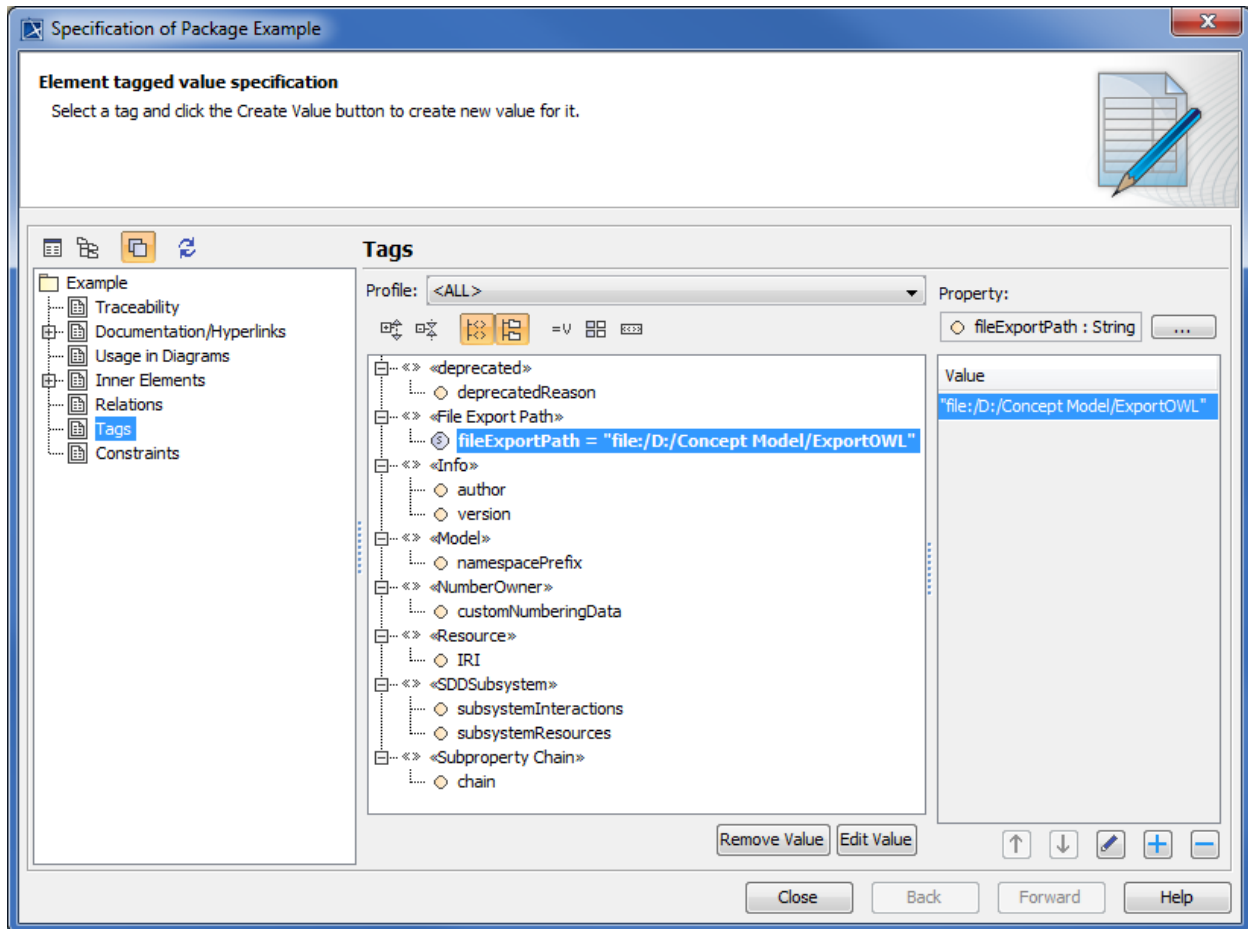 Specification of Package Example
Element tagged value specification
Select a tag and click the Create Value button to create new value for it.
Tags
Example
Traceability
Documentation/Hyperlinks
Usage in Diagrams
Inner Elements
Relations
Tags
Constraints
Profile: <ALL>
«deprecated»
deprecatedReason
«File Export Path»
fileExportPath = "file:/D:/Concept Model/ExportOWL"
«Info»
author
version
«Model»
namespacePrefix
«NumberOwner»
customNumberingData
«Resource»
IRI
«SDDSubsystem»
subsystemInteractions
subsystemResources
«Subproperty Chain»
chain
Remove Value Edit Value
Property:
fileExportPath : String ...
Value
"file:/D:/Concept Model/ExportOWL"
Close Back Forward Help